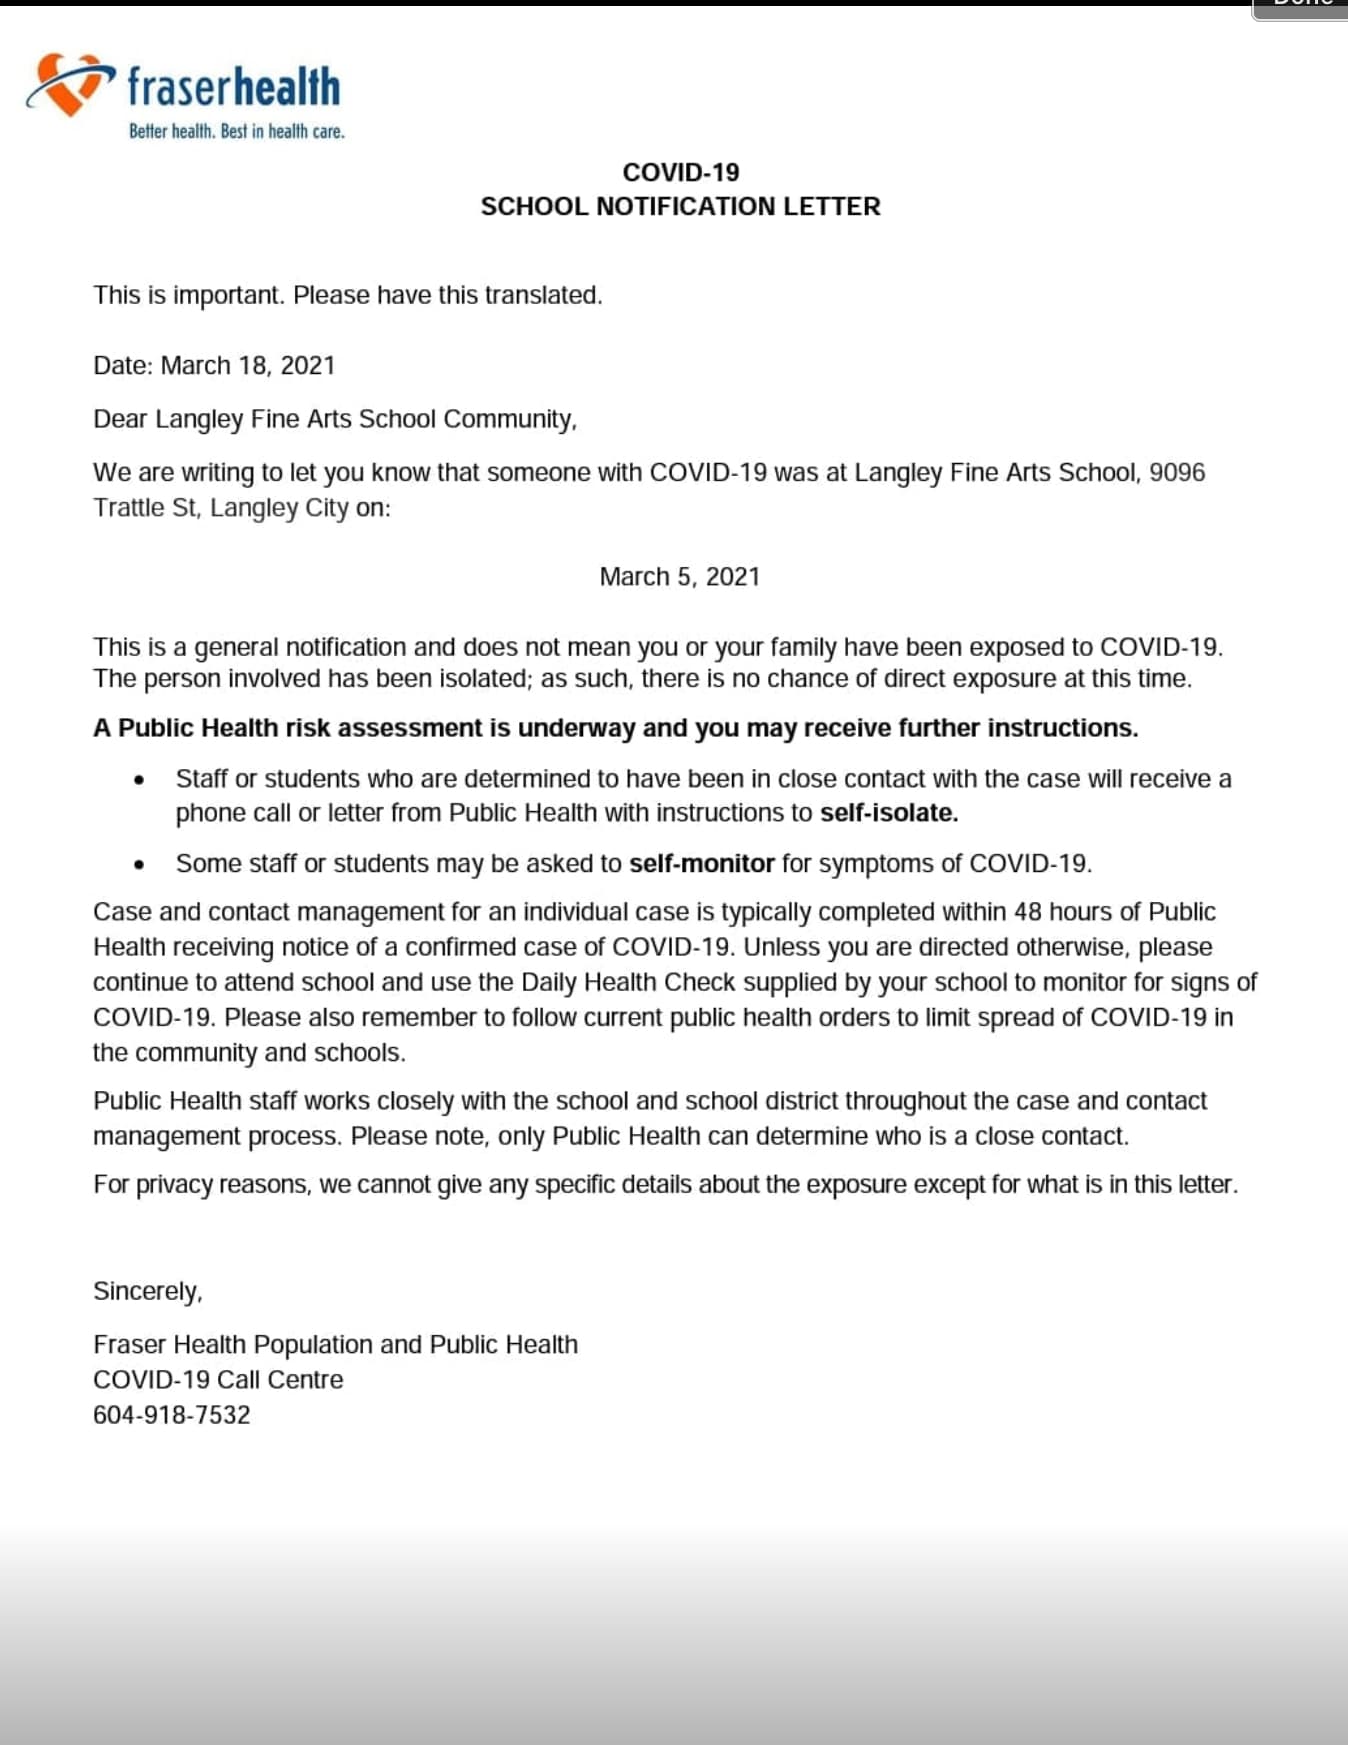 Done
fraserhealth
Better health. Best in health care.
COVID-19
SCHOOL NOTIFICATION LETTER
This is important. Please have this translated.
Date: March 18, 2021
Dear Langley Fine Arts School Community,
We are writing to let you know that someone with COVID-19 was at Langley Fine Arts School, 9096
Trattle St, Langley City on:
March 5, 2021
This is a general notification and does not mean you or your family have been exposed to COVID-19.
The person involved has been isolated; as such, there is no chance of direct exposure at this time.
A Public Health risk assessment is underway and you may receive further instructions.
• Staff or students who are determined to have been in close contact with the case will receive a
phone call or letter from Public Health with instructions to self-isolate.
• Some staff or students may be asked to self-monitor for symptoms of COVID-19.
Case and contact management for an individual case is typically completed within 48 hours of Public
Health receiving notice of a confirmed case of COVID-19. Unless you are directed otherwise, please
continue to attend school and use the Daily Health Check supplied by your school to monitor for signs of
COVID-19. Please also remember to follow current public health orders to limit spread of COVID-19 in
the community and schools.
Public Health staff works closely with the school and school district throughout the case and contact
management process. Please note, only Public Health can determine who is a close contact.
For privacy reasons, we cannot give any specific details about the exposure except for what is in this letter.
Sincerely,
Fraser Health Population and Public Health
COVID-19 Call Centre
604-918-7532